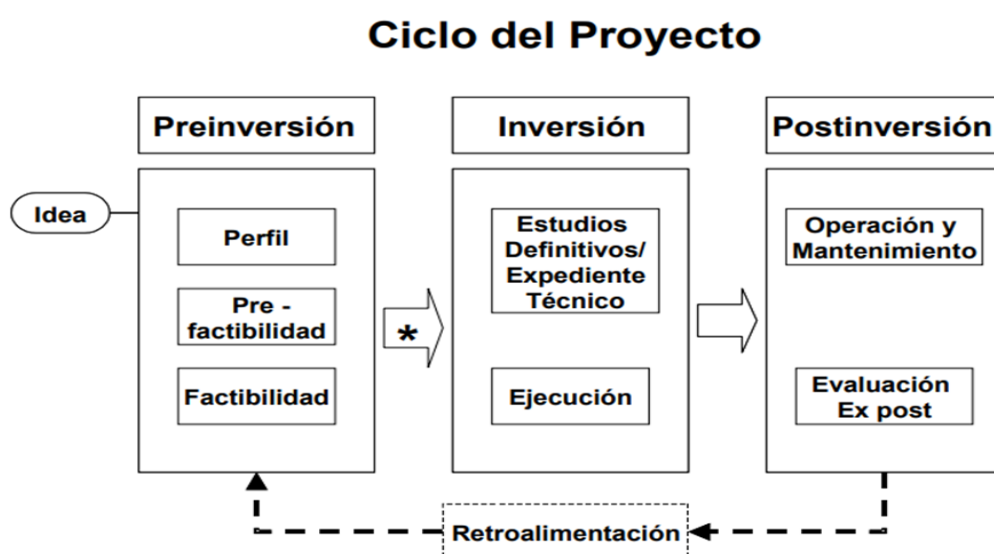 Ciclo del Proyecto
Preinversión
Inversión
Postinversión
Idea
Perfil
Pre -
factibilidad
Factibilidad
*
Estudios
Definitivos/
Expediente
Técnico
Ejecución
Operación y
Mantenimiento
Evaluación
Ex post
Retroalimentación